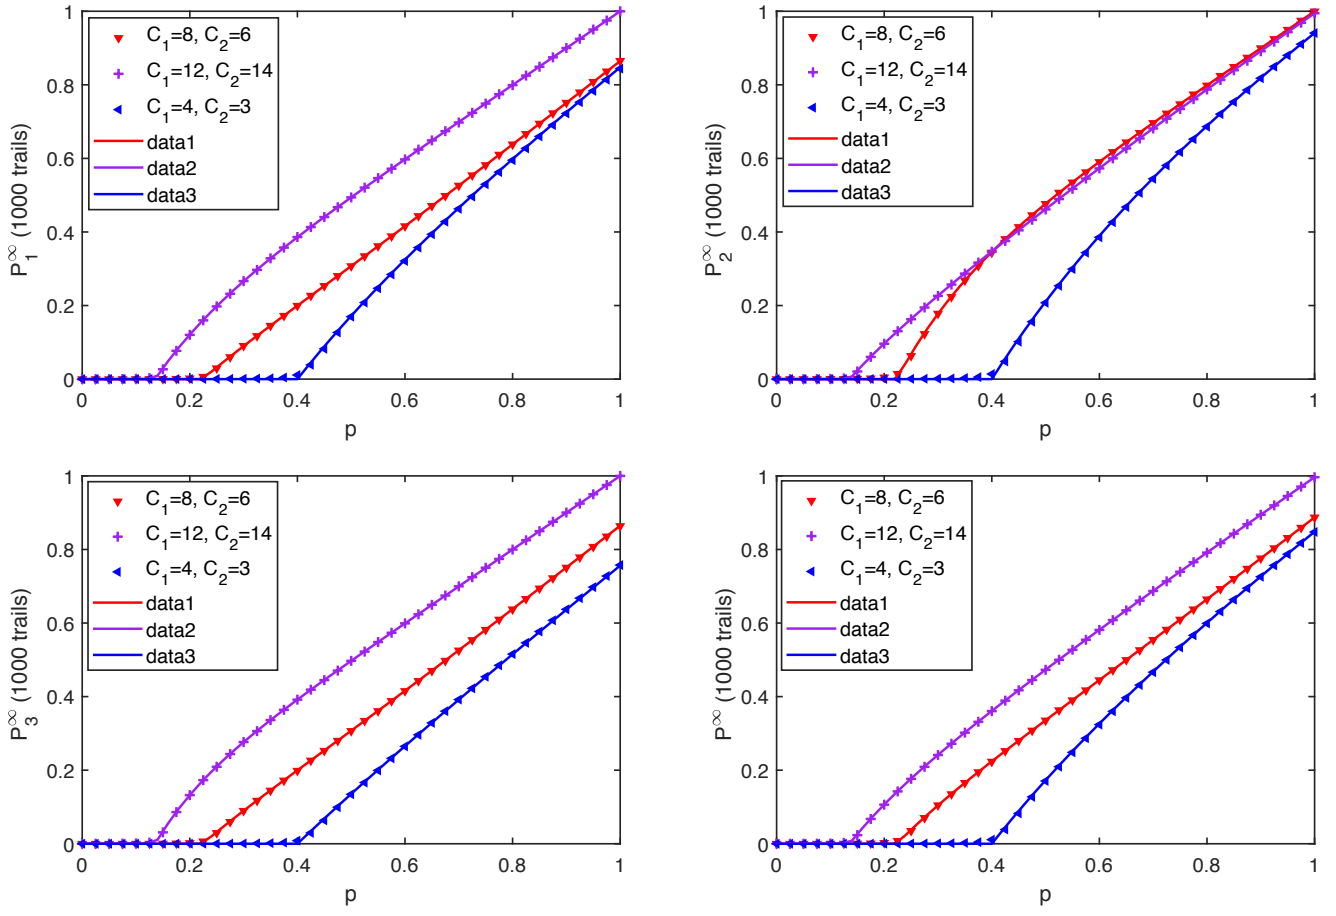 C₁=8, C₂=6
C₁=12, C₂=14
C₁=4, C₂=3
data1
data2
data3
P₁^∞ (1000 trails)
1
0.8
0.6
0.4
0.2
0
0 0.2 0.4 0.6 0.8 1
p
C₁=8, C₂=6
C₁=12, C₂=14
C₁=4, C₂=3
data1
data2
data3
P₂^∞ (1000 trails)
1
0.8
0.6
0.4
0.2
0
0 0.2 0.4 0.6 0.8 1
p
C₁=8, C₂=6
C₁=12, C₂=14
C₁=4, C₂=3
data1
data2
data3
P₃^∞ (1000 trails)
1
0.8
0.6
0.4
0.2
0
0 0.2 0.4 0.6 0.8 1
p
C₁=8, C₂=6
C₁=12, C₂=14
C₁=4, C₂=3
data1
data2
data3
P^∞ (1000 trails)
1
0.8
0.6
0.4
0.2
0
0 0.2 0.4 0.6 0.8 1
p